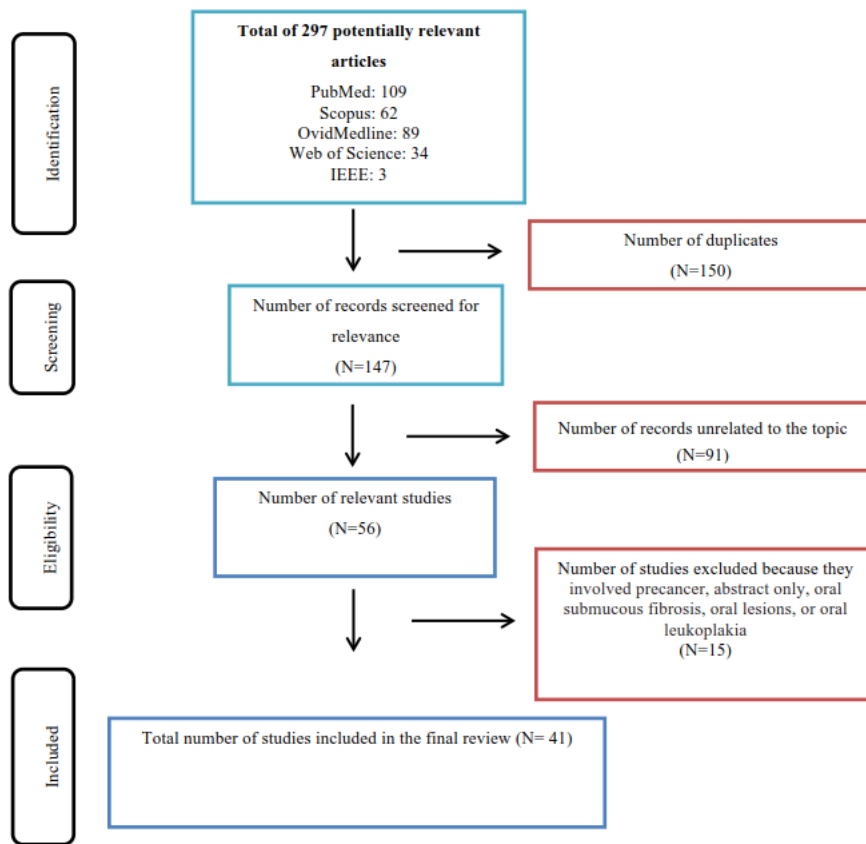 Identification
Total of 297 potentially relevant
articles
PubMed: 109
Scopus: 62
OvidMedline: 89
Web of Science: 34
IEEE: 3
Number of duplicates
(N=150)
Screening
Number of records screened for
relevance
(N=147)
Number of records unrelated to the topic
(N=91)
Eligibility
Number of relevant studies
(N=56)
Number of studies excluded because they
involved precancer, abstract only, oral
submucous fibrosis, oral lesions, or oral
leukoplakia
(N=15)
Included
Total number of studies included in the final review (N= 41)